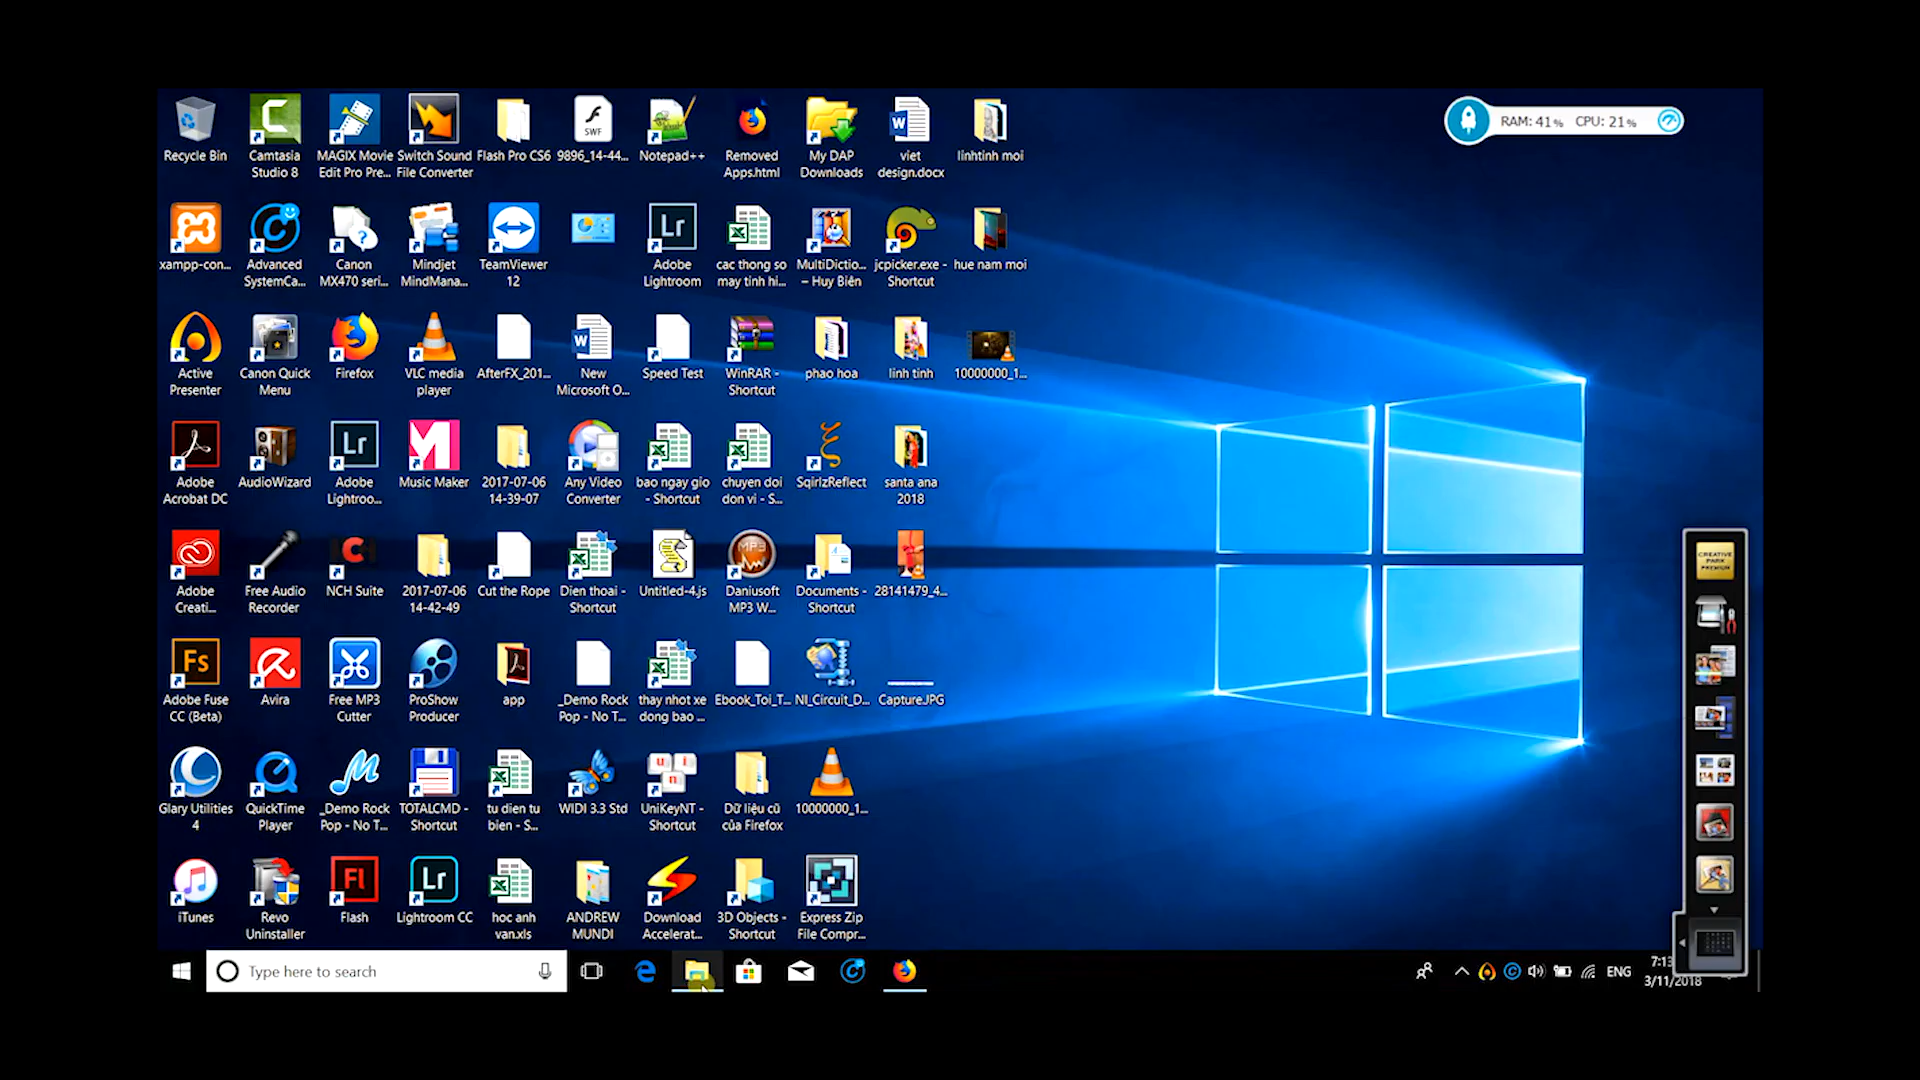 Recycle Bin
Camtasia
Studio 8
MAGIX Movie
Edit Pro Pre...
Switch Sound
File Converter
Flash Pro CS6
SWF
9896_14-44...
Notepad++
Removed
Apps.html
My DAP
Downloads
viet
design.docx
linhtinh moi
RAM: 41% CPU: 21%
xampp-con...
Advanced
SystemCa...
Canon
MX470 seri...
Mindjet
MindMana...
TeamViewer
12
Lr
Adobe
Lightroom
cac thong so
may tinh hi...
MultiDictio...
– Huy Biên
jcpicker.exe -
Shortcut
hue nam moi
Active
Presenter
Canon Quick
Menu
Firefox
VLC media
player
AfterFX_201...
New
Microsoft O...
Speed Test
WinRAR -
Shortcut
phao hoa
linh tinh
10000000_1...
Adobe
Acrobat DC
AudioWizard
Lr
Adobe
Lightroo...
Music Maker
2017-07-06
14-39-07
Any Video
Converter
bao ngay gio
- Shortcut
chuyen doi
don vi - S...
SqirlzReflect
santa ana
2018
Adobe
Creati...
Free Audio
Recorder
NCH Suite
2017-07-06
14-42-49
Cut the Rope
Dien thoai -
Shortcut
Untitled-4.js
MP3
Daniusoft
MP3 W...
Documents -
Shortcut
28141479_4...
CREATIVE
PARK
PREMIUM
Fs
Adobe Fuse
CC (Beta)
Avira
Free MP3
Cutter
ProShow
Producer
app
_Demo Rock
Pop - No T...
thay nhot xe
dong bao ...
Ebook_Toi_T...
NI_Circuit_D...
Capture.JPG
Glary Utilities
4
QuickTime
Player
_Demo Rock
Pop - No T...
TOTALCMD -
Shortcut
tu dien tu
bien - S...
WIDI 3.3 Std
u n i
UniKeyNT -
Shortcut
Dữ liệu cũ
của Firefox
10000000_1...
iTunes
Revo
Uninstaller
Fl
Flash
Lr
Lightroom CC
hoc anh
van.xls
ANDREW
MUNDI
Download
Accelerat...
3D Objects -
Shortcut
Express Zip
File Compr...
Type here to search
ENG
7:13
3/11/2018